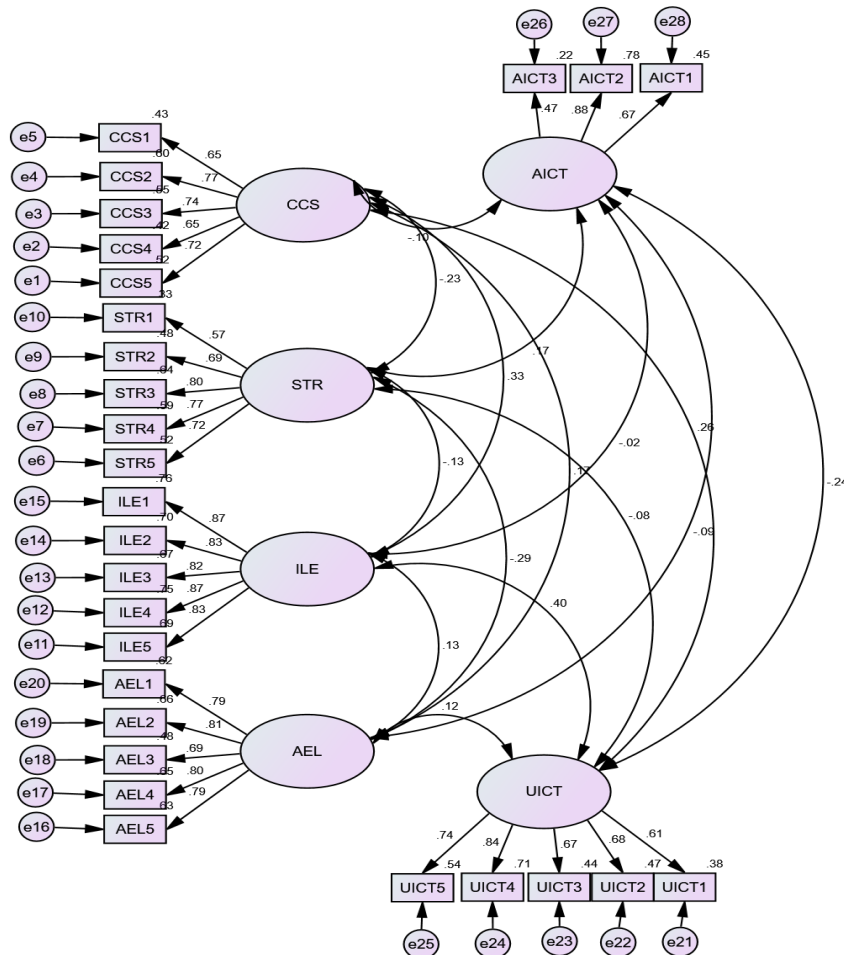 e26 e27 e28
.22 .78 .45
AICT3 AICT2 AICT1
.47 .88 .67
AICT
.43
e5 CCS1
.65
.60
e4 CCS2
.77
.55
e3 CCS3
.74
.42
e2 CCS4
.65
.52
e1 CCS5
.72
CCS
.33
e10 STR1
.57
.48
e9 STR2
.69
.64
e8 STR3
.80
.59
e7 STR4
.77
.52
e6 STR5
.72
STR
.76
e15 ILE1
.87
.70
e14 ILE2
.83
.67
e13 ILE3
.82
.75
e12 ILE4
.87
.69
e11 ILE5
.83
ILE
.62
e20 AEL1
.79
.66
e19 AEL2
.81
.48
e18 AEL3
.69
.65
e17 AEL4
.80
.63
e16 AEL5
.79
AEL
-.10
-.23
.17
.33
-.02
.26
-.13
.17
-.24
-.08
-.09
-.29
.40
.13
.12
UICT
.74 .84 .67 .68 .61
.54 .71 .44 .47 .38
UICT5 UICT4 UICT3 UICT2 UICT1
e25 e24 e23 e22 e21